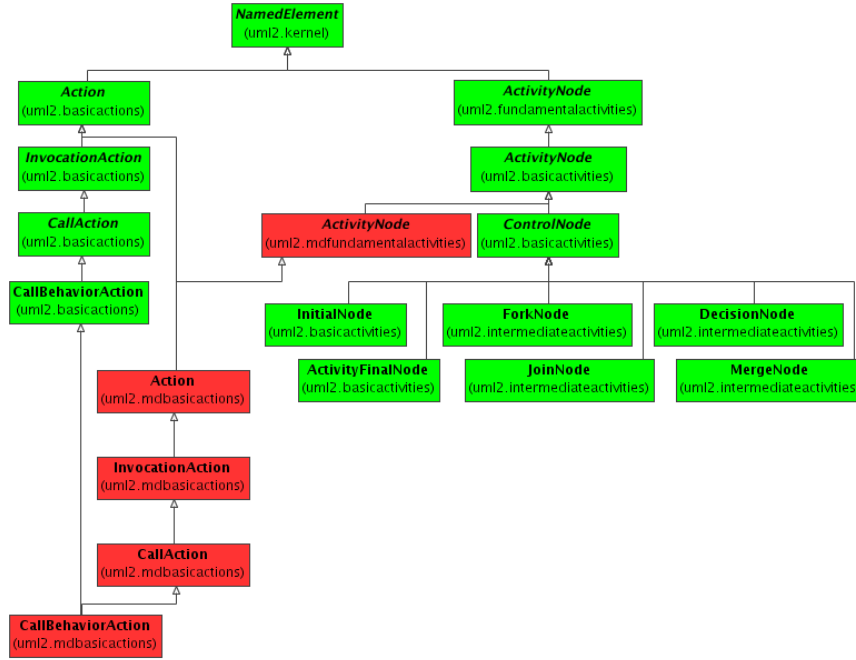 NamedElement
(uml2.kernel)
Action
(uml2.basicactions)
ActivityNode
(uml2.fundamentalactivities)
InvocationAction
(uml2.basicactions)
ActivityNode
(uml2.basicactivities)
CallAction
(uml2.basicactions)
ActivityNode
(uml2.mdfundamentalactivities)
ControlNode
(uml2.basicactivities)
CallBehaviorAction
(uml2.basicactions)
InitialNode
(uml2.basicactivities)
ForkNode
(uml2.intermediateactivities)
DecisionNode
(uml2.intermediateactivities)
ActivityFinalNode
(uml2.basicactivities)
JoinNode
(uml2.intermediateactivities)
MergeNode
(uml2.intermediateactivities)
Action
(uml2.mdbasicactions)
InvocationAction
(uml2.mdbasicactions)
CallAction
(uml2.mdbasicactions)
CallBehaviorAction
(uml2.mdbasicactions)